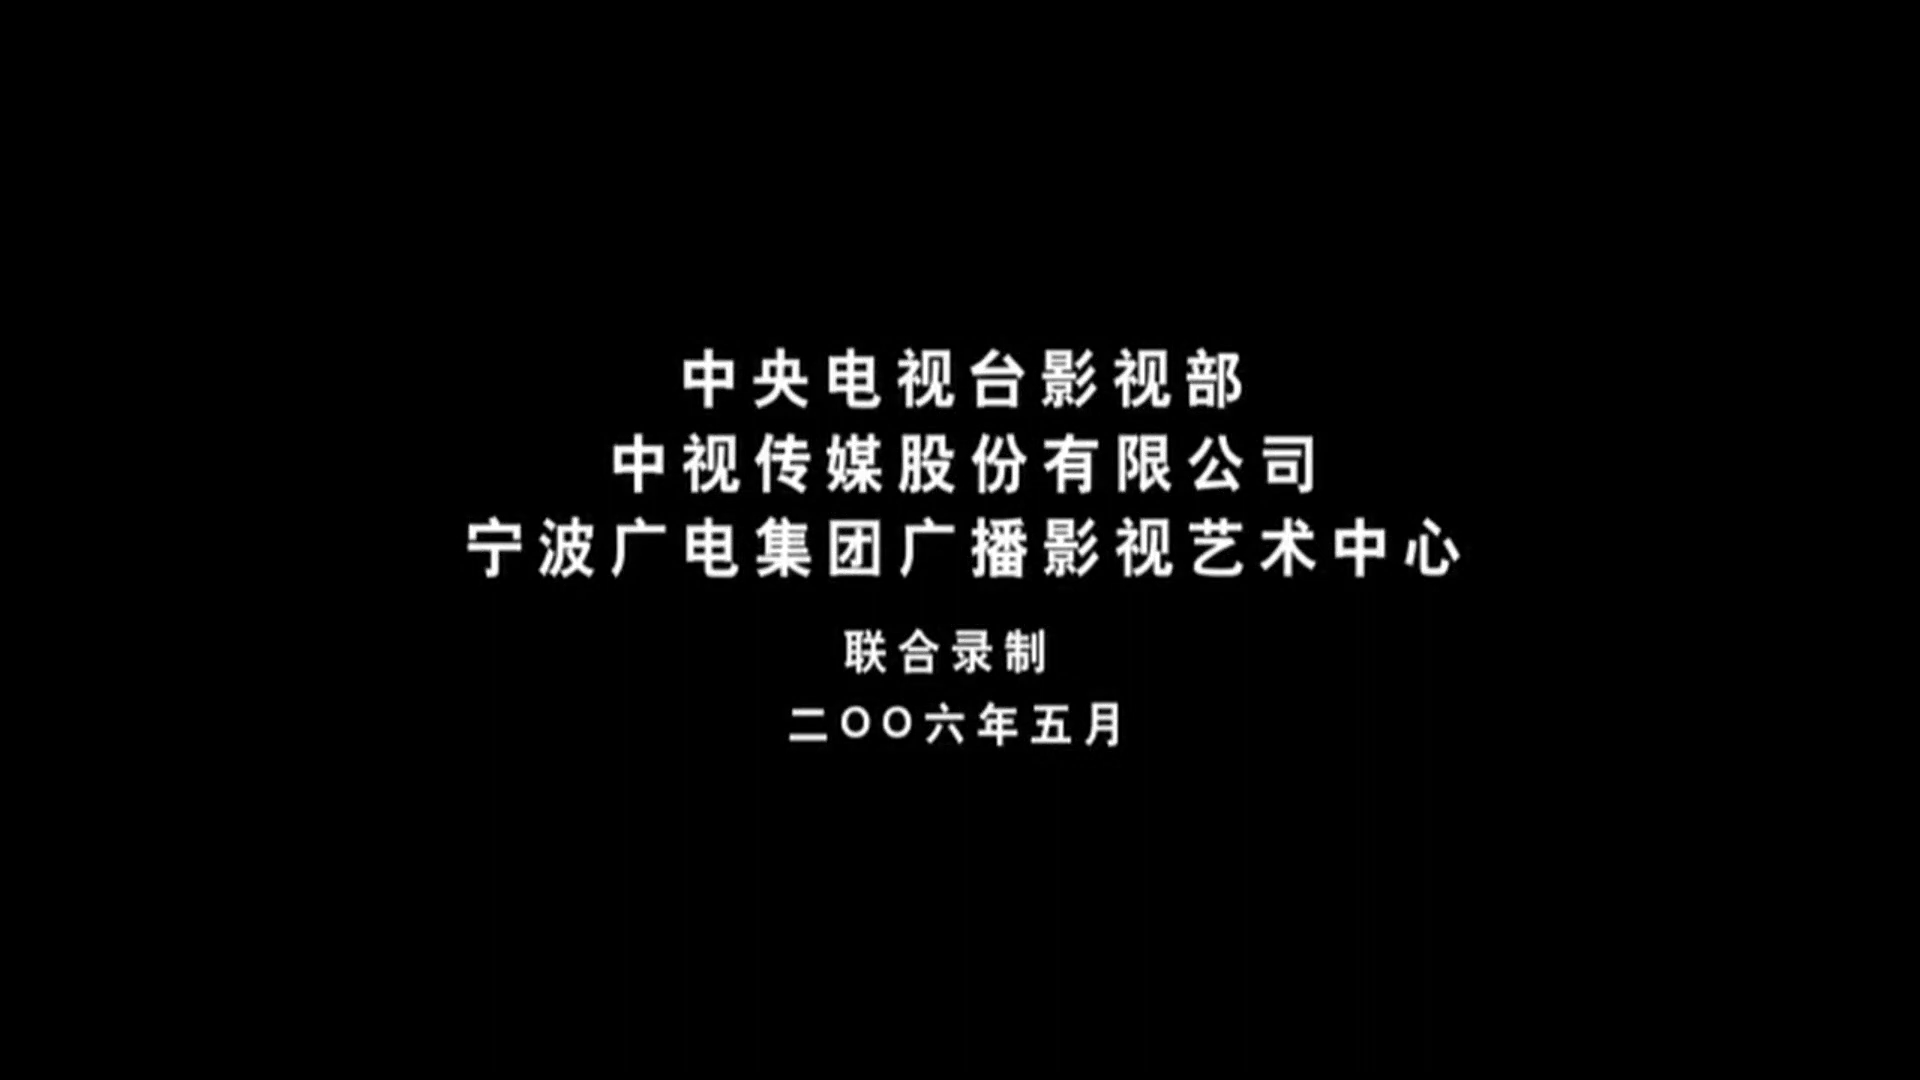 中央电视台影视部
中视传媒股份有限公司
宁波广电集团广播影视艺术中心
联合录制
二〇〇六年五月